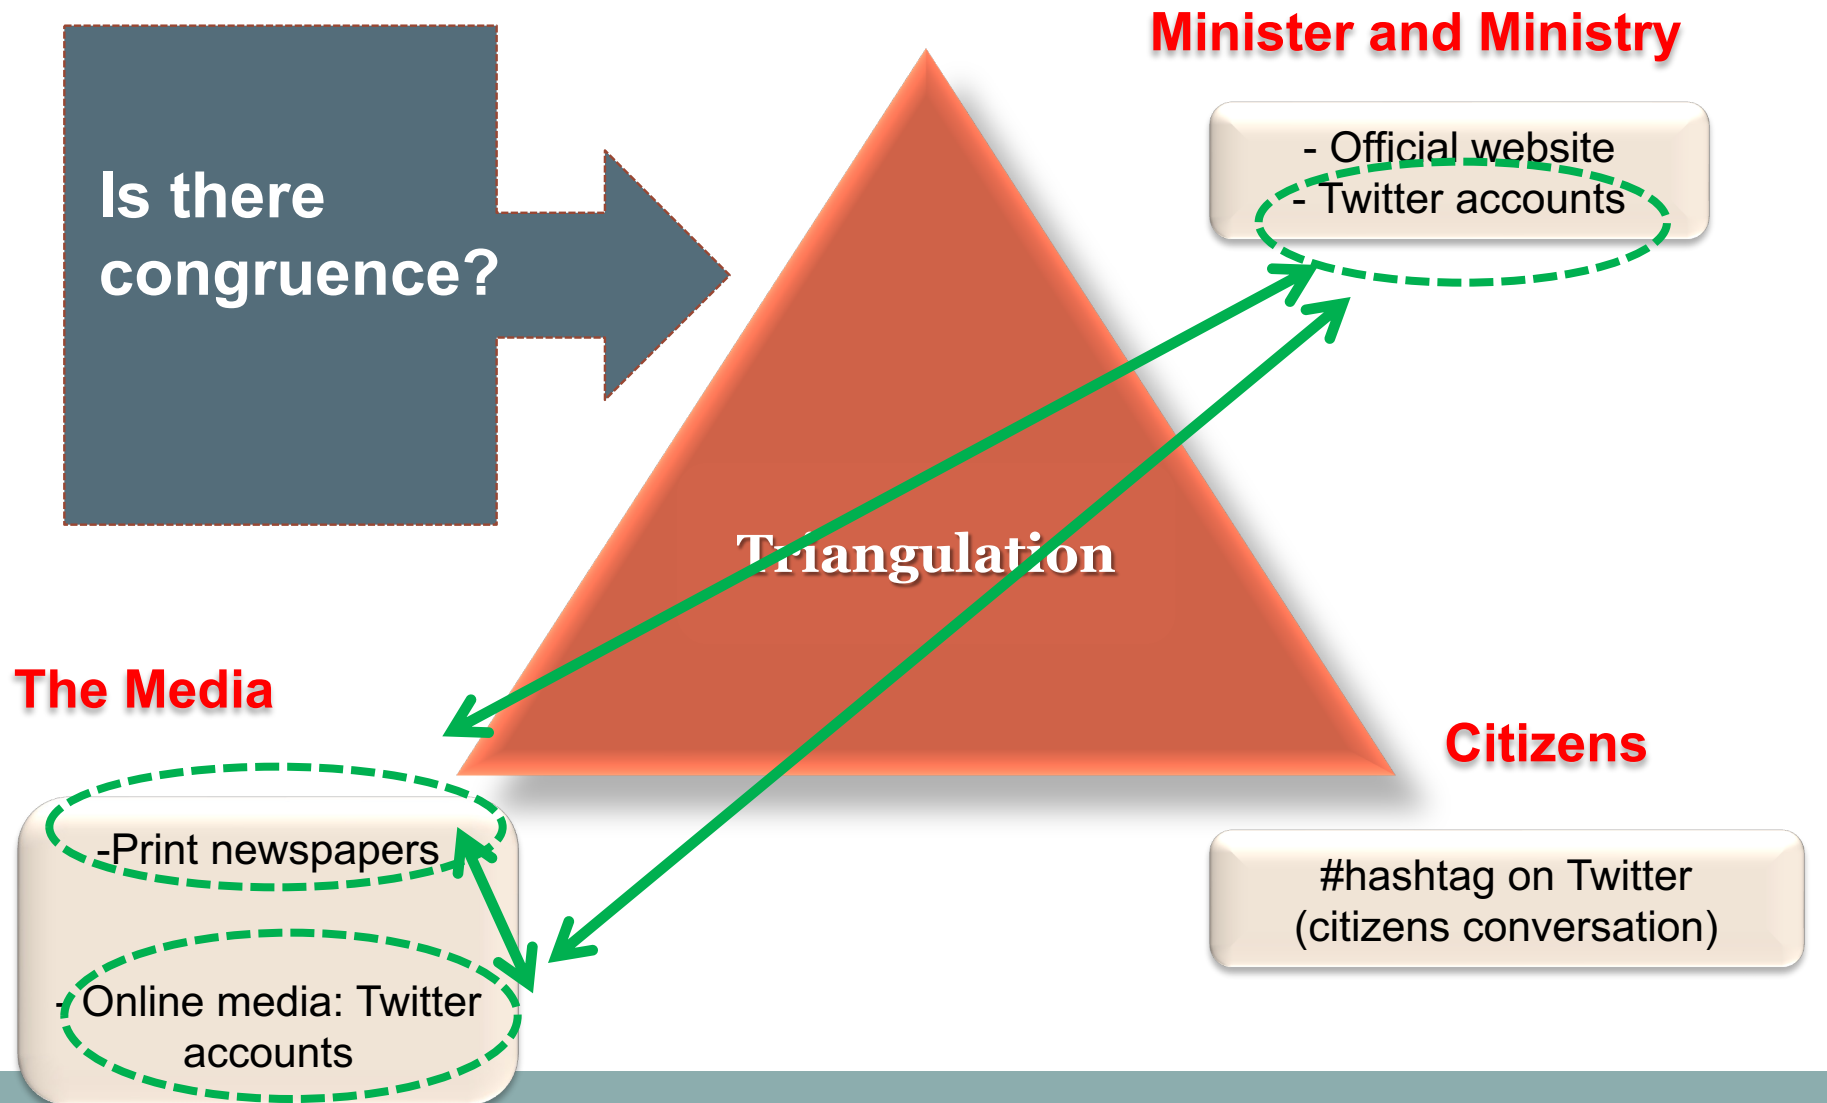 Minister and Ministry
- Official website
- Twitter accounts
Is there
congruence?
Triangulation
The Media
-Print newspapers
- Online media: Twitter
accounts
Citizens
#hashtag on Twitter
(citizens conversation)